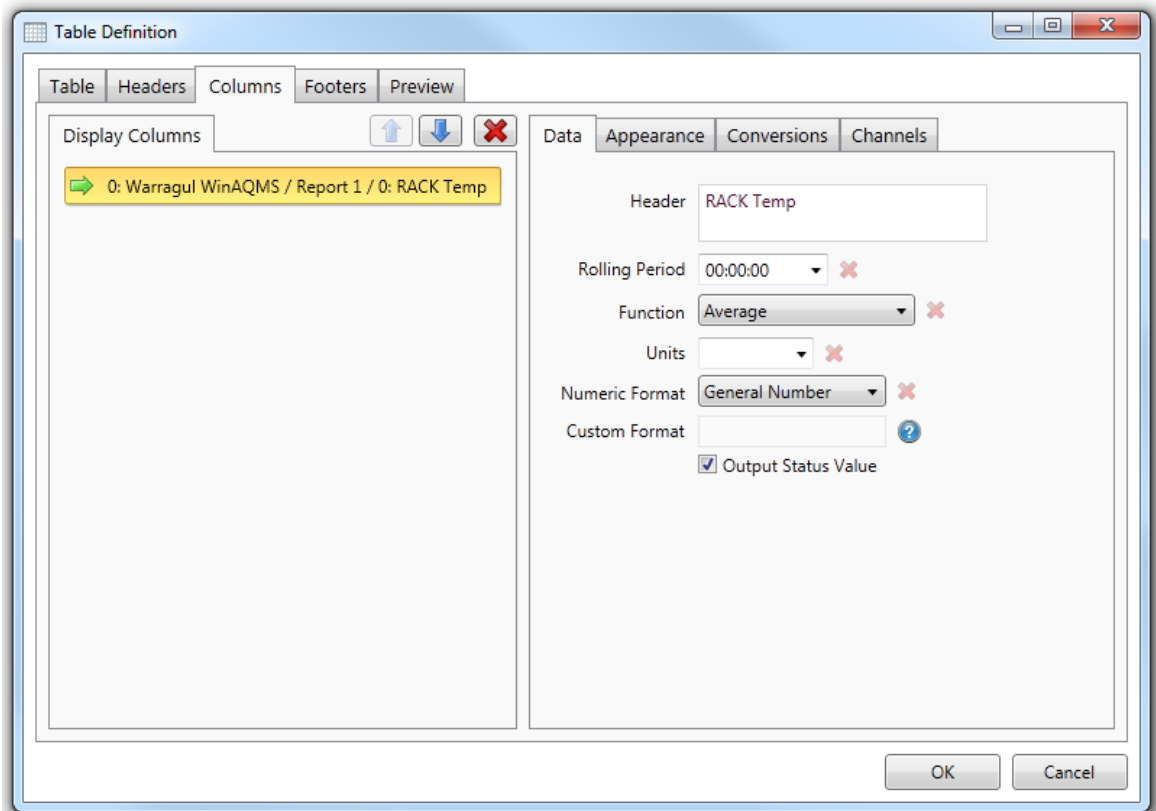 Table Definition
Table Headers Columns Footers Preview
Display Columns
0: Warragul WinAQMS / Report 1 / 0: RACK Temp
Data Appearance Conversions Channels
Header RACK Temp
Rolling Period 00:00:00
Function Average
Units
Numeric Format General Number
Custom Format ?
Output Status Value
OK Cancel